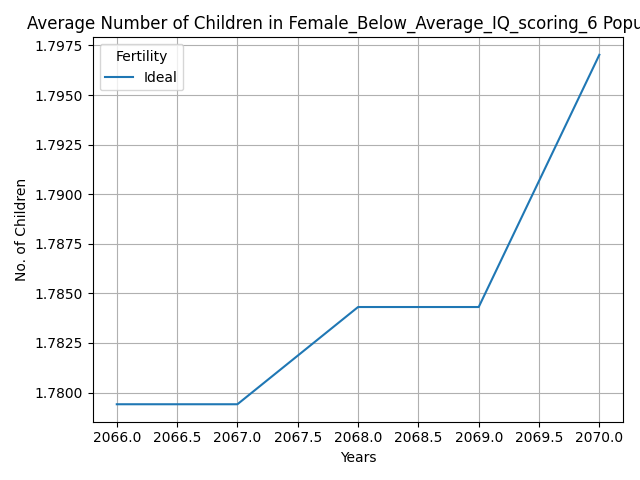 Average Number of Children in Female_Below_Average_IQ_scoring_6 Popu
Fertility
Ideal
1.7975
1.7950
1.7925
1.7900
1.7875
1.7850
1.7825
1.7800
No. of Children
2066.0 2066.5 2067.0 2067.5 2068.0 2068.5 2069.0 2069.5 2070.0
Years